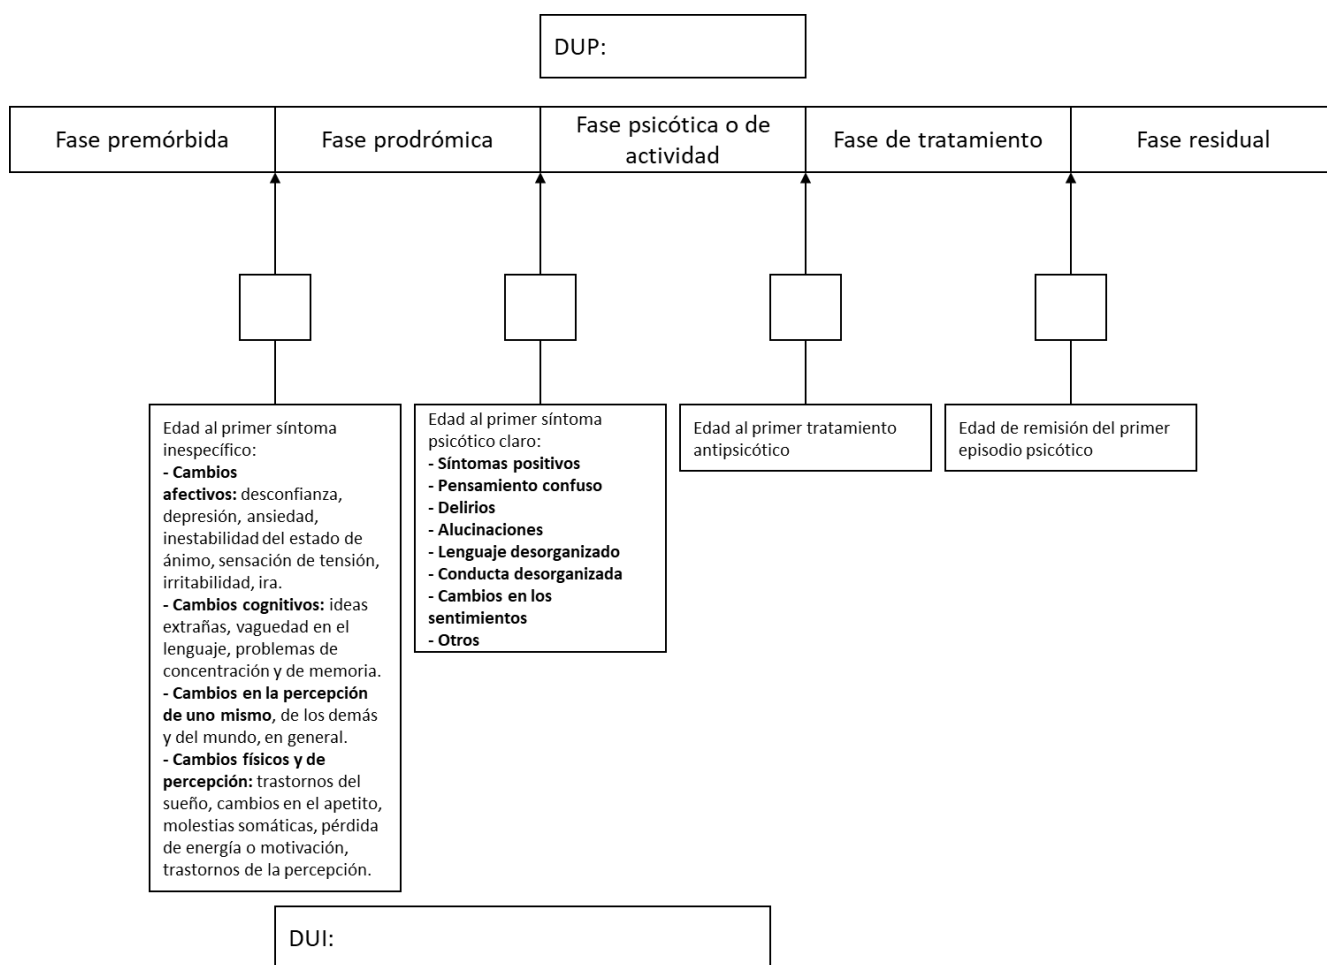 DUP:
Fase premórbida
Fase prodrómica
Fase psicótica o de
actividad
Fase de tratamiento
Fase residual
Edad al primer síntoma
inespecífico:
- Cambios
afectivos: desconfianza,
depresión, ansiedad,
inestabilidad del estado de
ánimo, sensación de tensión,
irritabilidad, ira.
- Cambios cognitivos: ideas
extrañas, vaguedad en el
lenguaje, problemas de
concentración y de memoria.
- Cambios en la percepción
de uno mismo, de los demás
y del mundo, en general.
- Cambios físicos y de
percepción: trastornos del
sueño, cambios en el apetito,
molestias somáticas, pérdida
de energía o motivación,
trastornos de la percepción.
Edad al primer síntoma
psicótico claro:
- Síntomas positivos
- Pensamiento confuso
- Delirios
- Alucinaciones
- Lenguaje desorganizado
- Conducta desorganizada
- Cambios en los
sentimientos
- Otros
Edad al primer tratamiento
antipsicótico
Edad de remisión del primer
episodio psicótico
DUI: